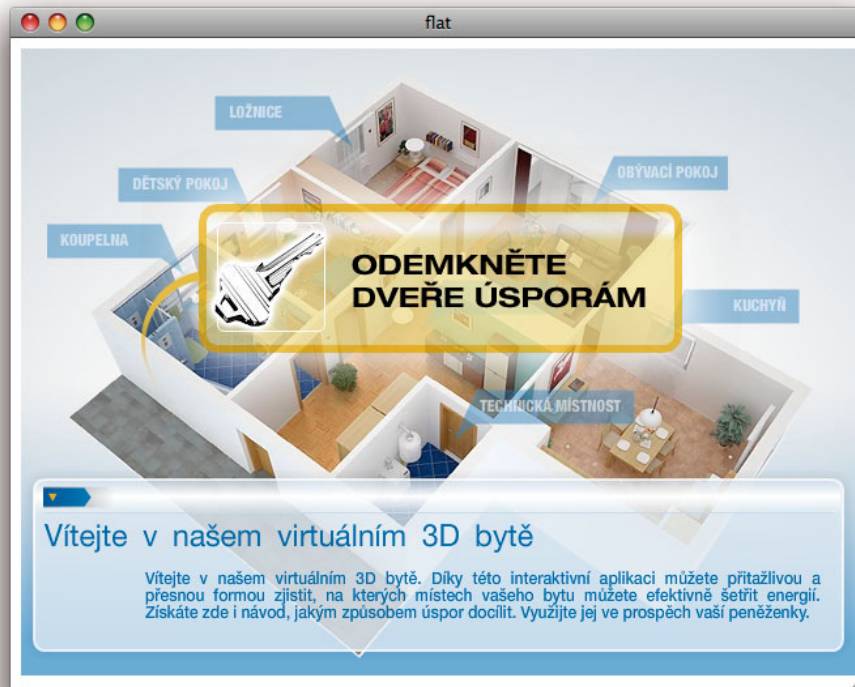 flat
LOŽNICE
DĚTSKÝ POKOJ
OBÝVACÍ POKOJ
KOUPELNA
ODEMKNĚTE
DVEŘE ÚSPORÁM
KUCHYŇ
TECHNICKÁ MÍSTNOST
Vítejte v našem virtuálním 3D bytě
Vítejte v našem virtuálním 3D bytě. Díky této interaktivní aplikaci můžete přitažlivou a
přesnou formou zjistit, na kterých místech vašeho bytu můžete efektivně šetřit energií.
Získáte zde i návod, jakým způsobem úspor docílit. Využijte jej ve prospěch vaší peněženky.